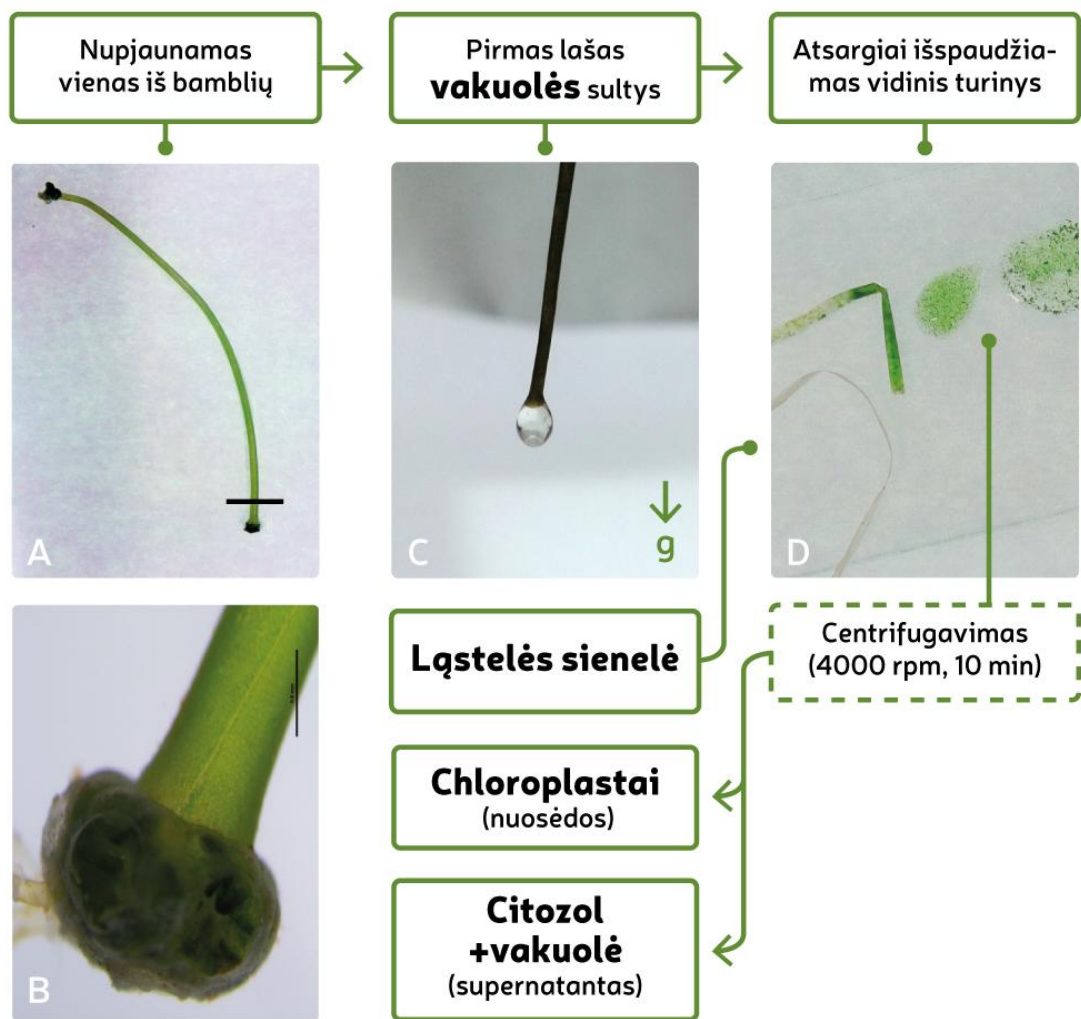 Nupjaunamas
vienas iš bamblių
Pirmas lašas
vakuolės sultys
Atsargiai išspaudžia-
mas vidinis turinys
A
C
g
D
Ląstelės sienelė
Centrifugavimas
(4000 rpm, 10 min)
B
Chloroplastai
(nuosėdos)
Citozol
+vakuolė
(supernatantas)